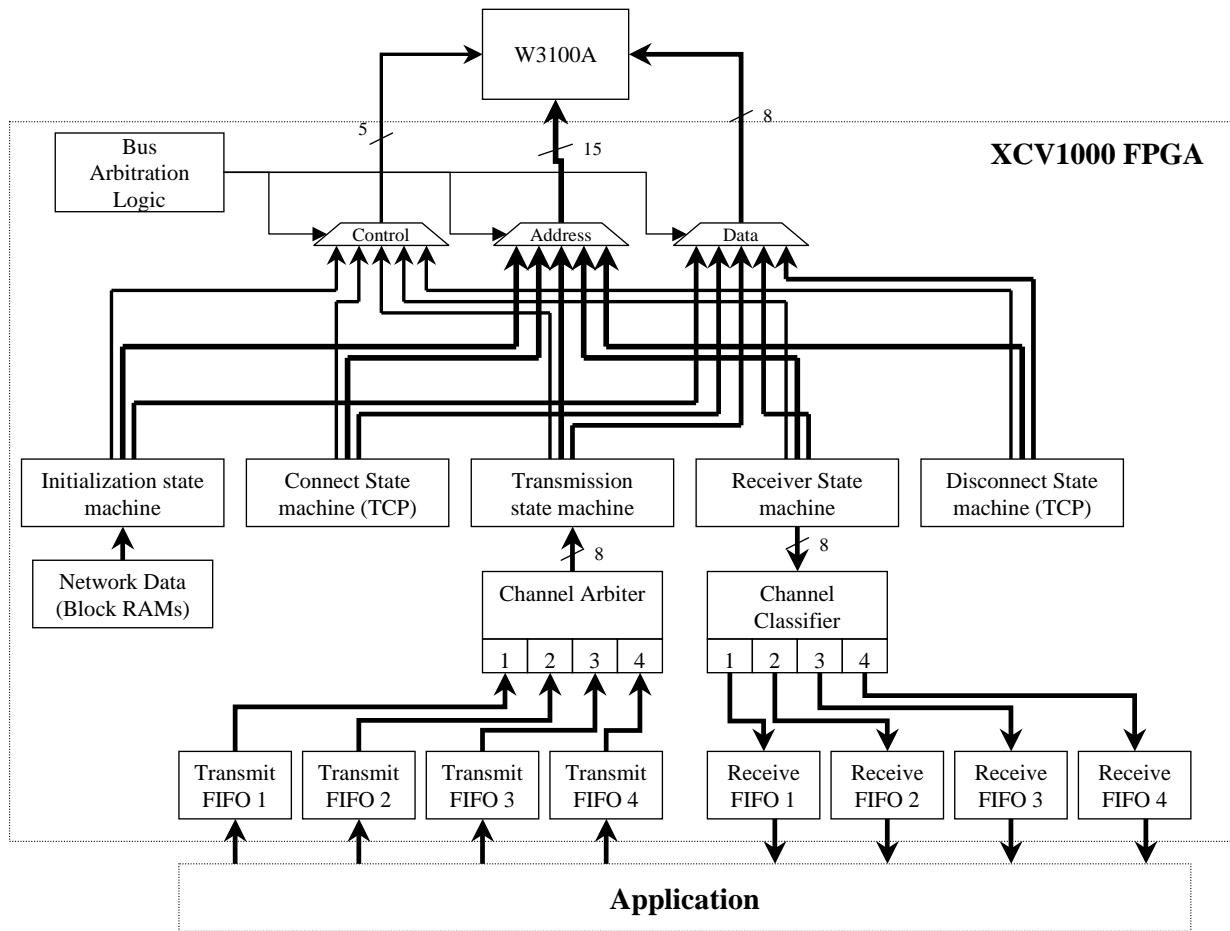 W3100A
5
15
8
XCV1000 FPGA
Bus
Arbitration
Logic
Control
Address
Data
Initialization state
machine
Connect State
machine (TCP)
Transmission
state machine
Receiver State
machine
Disconnect State
machine (TCP)
8
8
Network Data
(Block RAMs)
Channel Arbiter
1 2 3 4
Channel
Classifier
1 2 3 4
Transmit
FIFO 1
Transmit
FIFO 2
Transmit
FIFO 3
Transmit
FIFO 4
Receive
FIFO 1
Receive
FIFO 2
Receive
FIFO 3
Receive
FIFO 4
Application